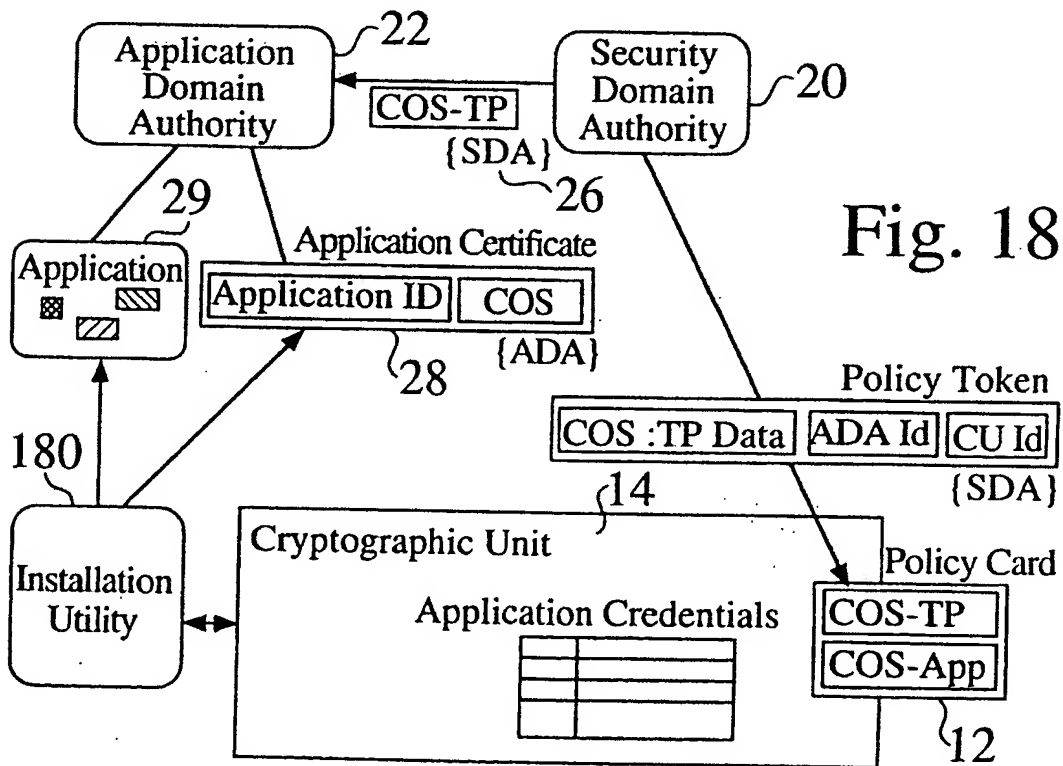 Application
Domain
Authority
22
COS-TP
{SDA}
26
Security
Domain
Authority
20
Fig. 18
29
Application
Application Certificate
Application ID
COS
{ADA}
28
Policy Token
COS :TP Data
ADA Id
CU Id
{SDA}
180
Installation
Utility
14
Cryptographic Unit
Application Credentials
Policy Card
COS-TP
COS-App
12